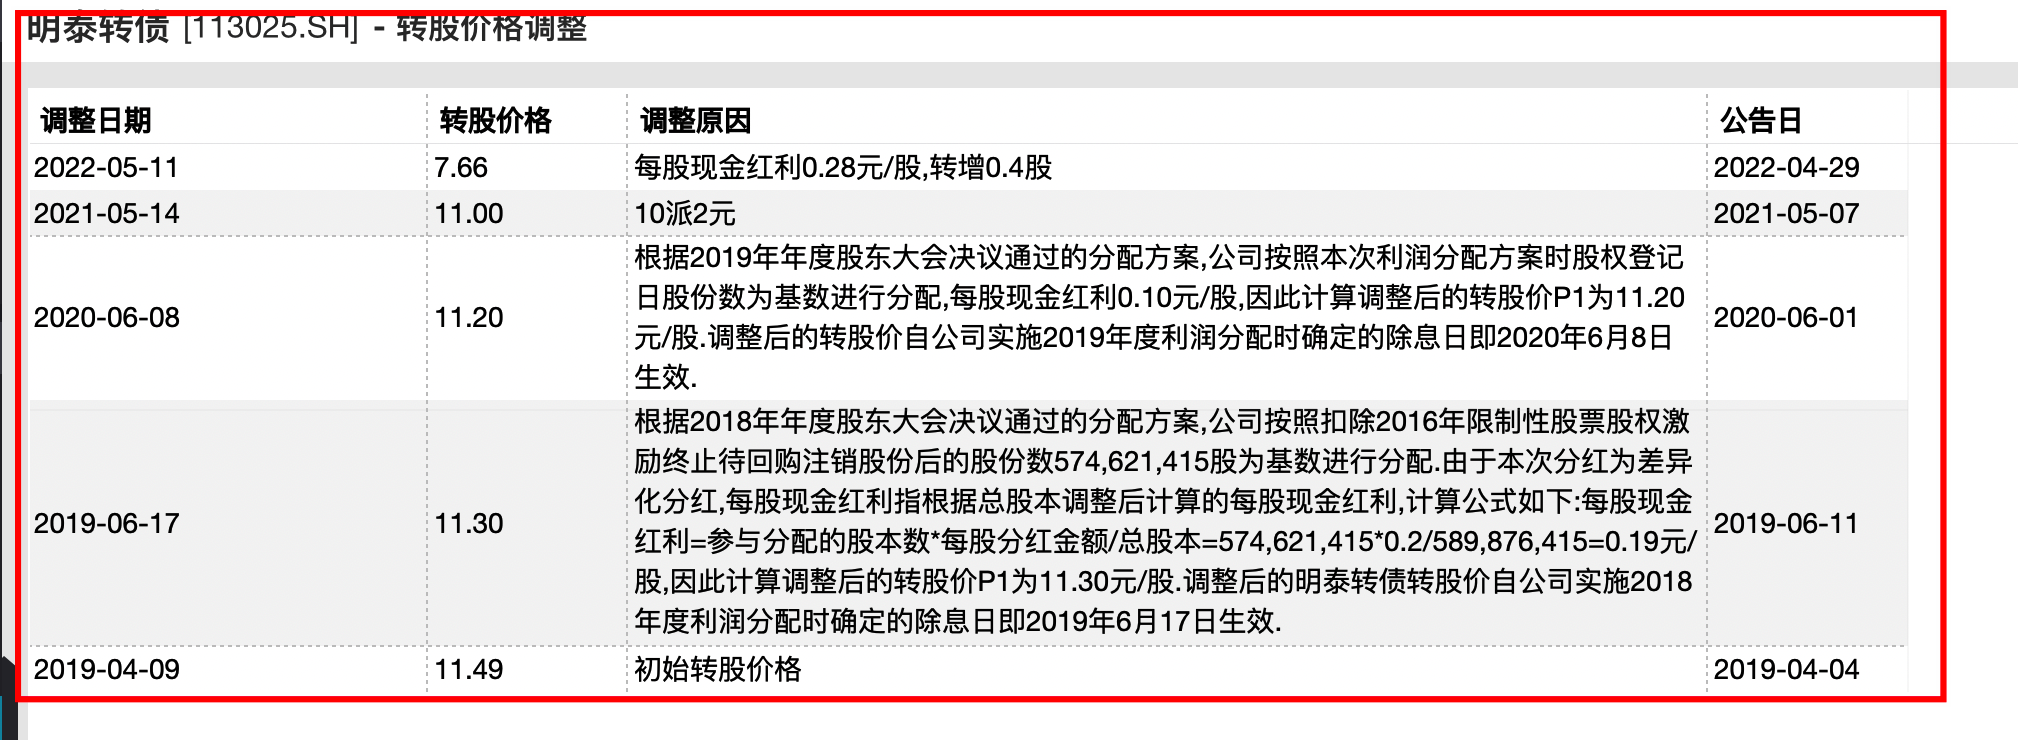 明泰转债 [113025.SH] - 转股价格调整
调整日期 转股价格 调整原因 公告日
2022-05-11 7.66 每股现金红利0.28元/股,转增0.4股 2022-04-29
2021-05-14 11.00 10派2元 2021-05-07
根据2019年年度股东大会决议通过的分配方案,公司按照本次利润分配方案时股权登记
日股份数为基数进行分配,每股现金红利0.10元/股,因此计算调整后的转股价P1为11.20
2020-06-08 11.20 2020-06-01
元/股.调整后的转股价自公司实施2019年度利润分配时确定的除息日即2020年6月8日
生效.
根据2018年年度股东大会决议通过的分配方案,公司按照扣除2016年限制性股票股权激
励终止待回购注销股份后的股份数574,621,415股为基数进行分配.由于本次分红为差异
化分红,每股现金红利指根据总股本调整后计算的每股现金红利,计算公式如下:每股现金
2019-06-17 11.30 2019-06-11
红利=参与分配的股本数*每股分红金额/总股本=574,621,415*0.2/589,876,415=0.19元/
股,因此计算调整后的转股价P1为11.30元/股.调整后的明泰转债转股价自公司实施2018
年度利润分配时确定的除息日即2019年6月17日生效.
2019-04-09 11.49 初始转股价格 2019-04-04